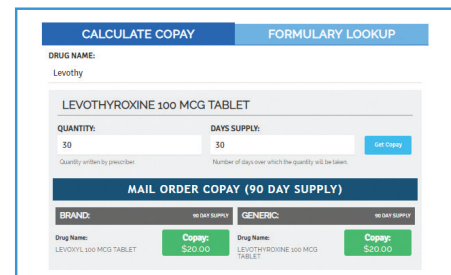 CALCULATE COPAY FORMULARY LOOKUP
DRUG NAME:
Levothy
LEVOTHYROXINE 100 MCG TABLET
QUANTITY: DAYS SUPPLY:
30 30 Get Copay
Quantity written by prescriber. Number of days over which the quantity will be taken.
MAIL ORDER COPAY (90 DAY SUPPLY)
BRAND: 90 DAY SUPPLY GENERIC: 90 DAY SUPPLY
Drug Name: Copay: Drug Name: Copay:
LEVOXYL 100 MCG TABLET $20.00 LEVOTHYROXINE 100 MCG TABLET $20.00